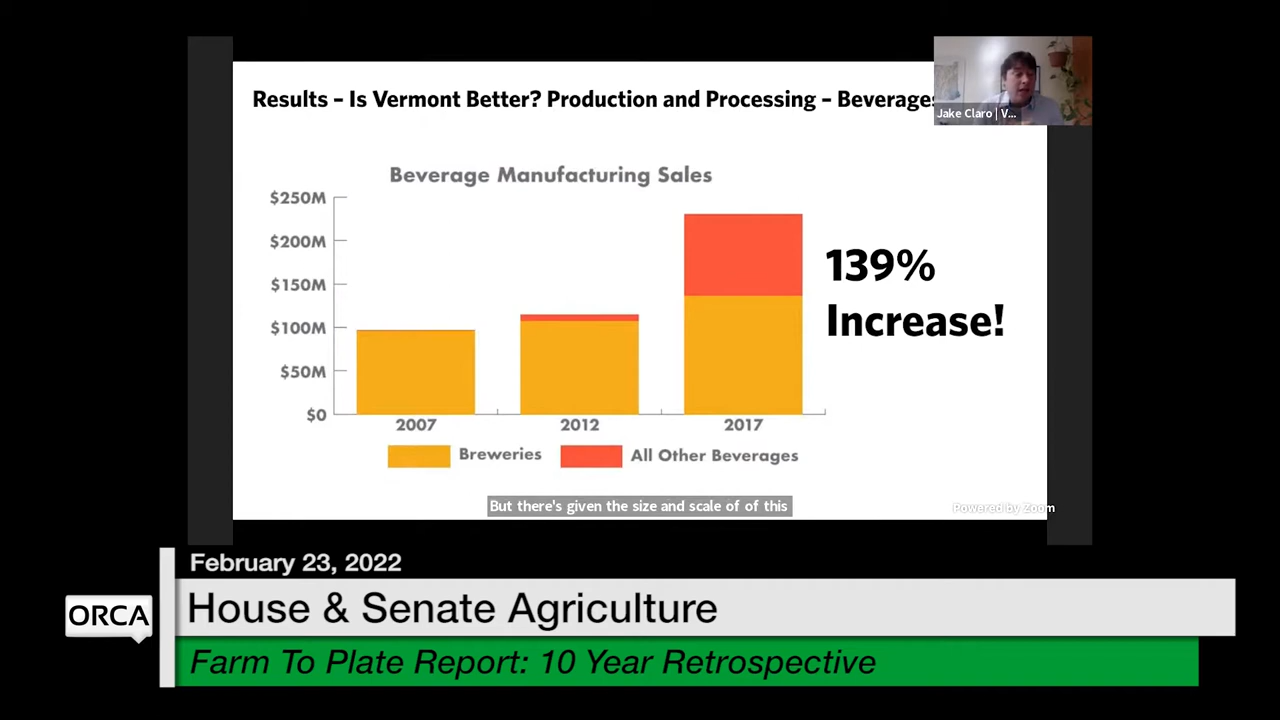 Results – Is Vermont Better? Production and Processing – Beverages
Jake Claro | V...
Beverage Manufacturing Sales
$250M
$200M
$150M
$100M
$50M
$0
2007
2012
2017
139%
Increase!
Breweries
All Other Beverages
But there's given the size and scale of of this
Powered by Zoom
February 23, 2022
ORCA
House & Senate Agriculture
Farm To Plate Report: 10 Year Retrospective